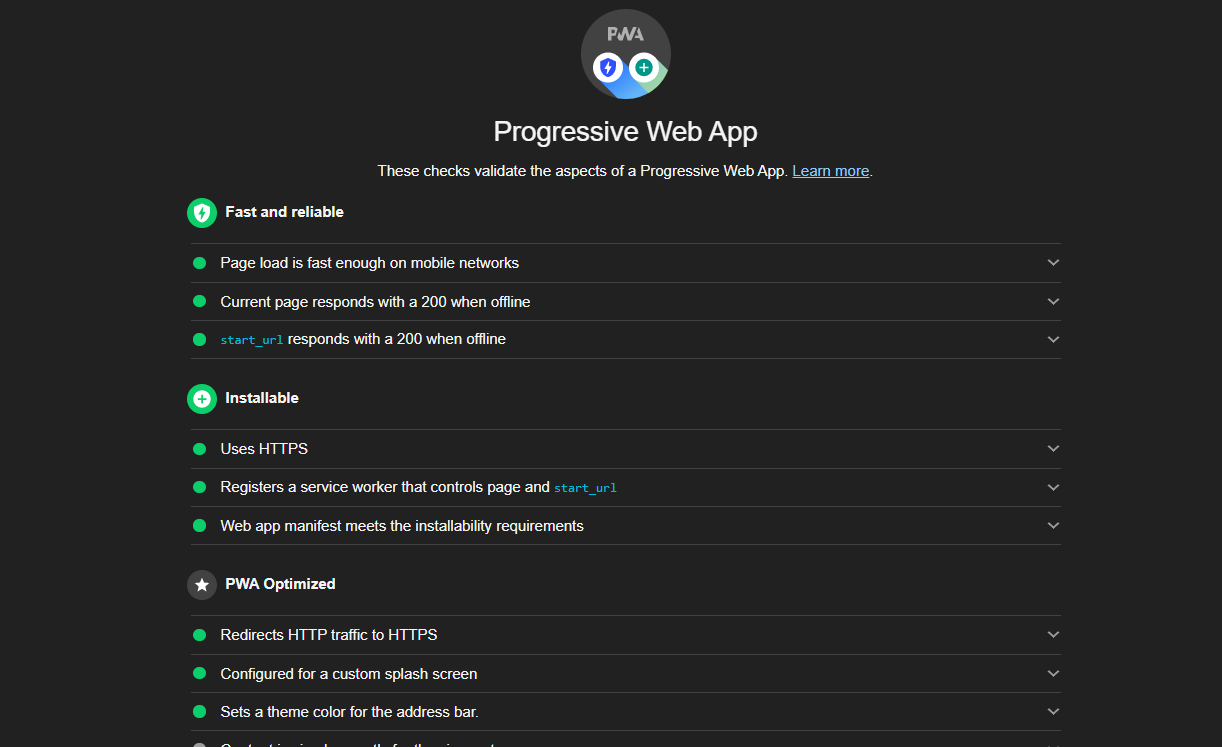 PWA
Progressive Web App
These checks validate the aspects of a Progressive Web App. Learn more.
Fast and reliable
Page load is fast enough on mobile networks
Current page responds with a 200 when offline
start_url responds with a 200 when offline
Installable
Uses HTTPS
Registers a service worker that controls page and start_url
Web app manifest meets the installability requirements
PWA Optimized
Redirects HTTP traffic to HTTPS
Configured for a custom splash screen
Sets a theme color for the address bar.